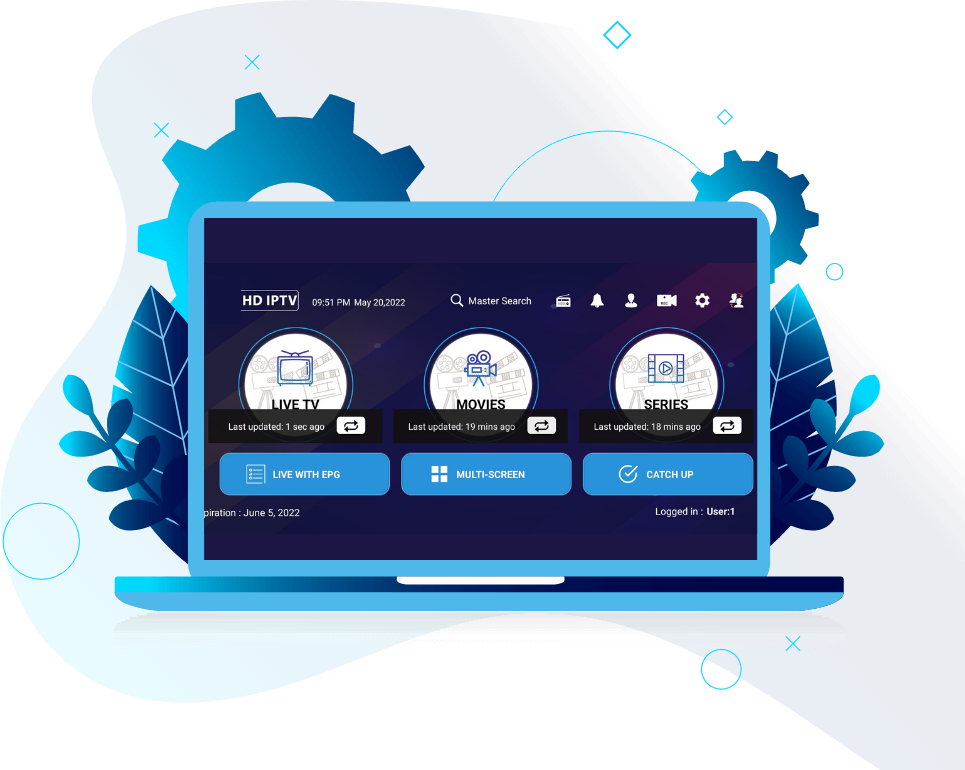 HD IPTV 09:51 PM May 20,2022 Master Search
REC
LIVE TV MOVIES SERIES
Last updated: 1 sec ago Last updated: 19 mins ago Last updated: 18 mins ago
LIVE WITH EPG MULTI-SCREEN CATCH UP
piration : June 5, 2022 Logged in : User:1